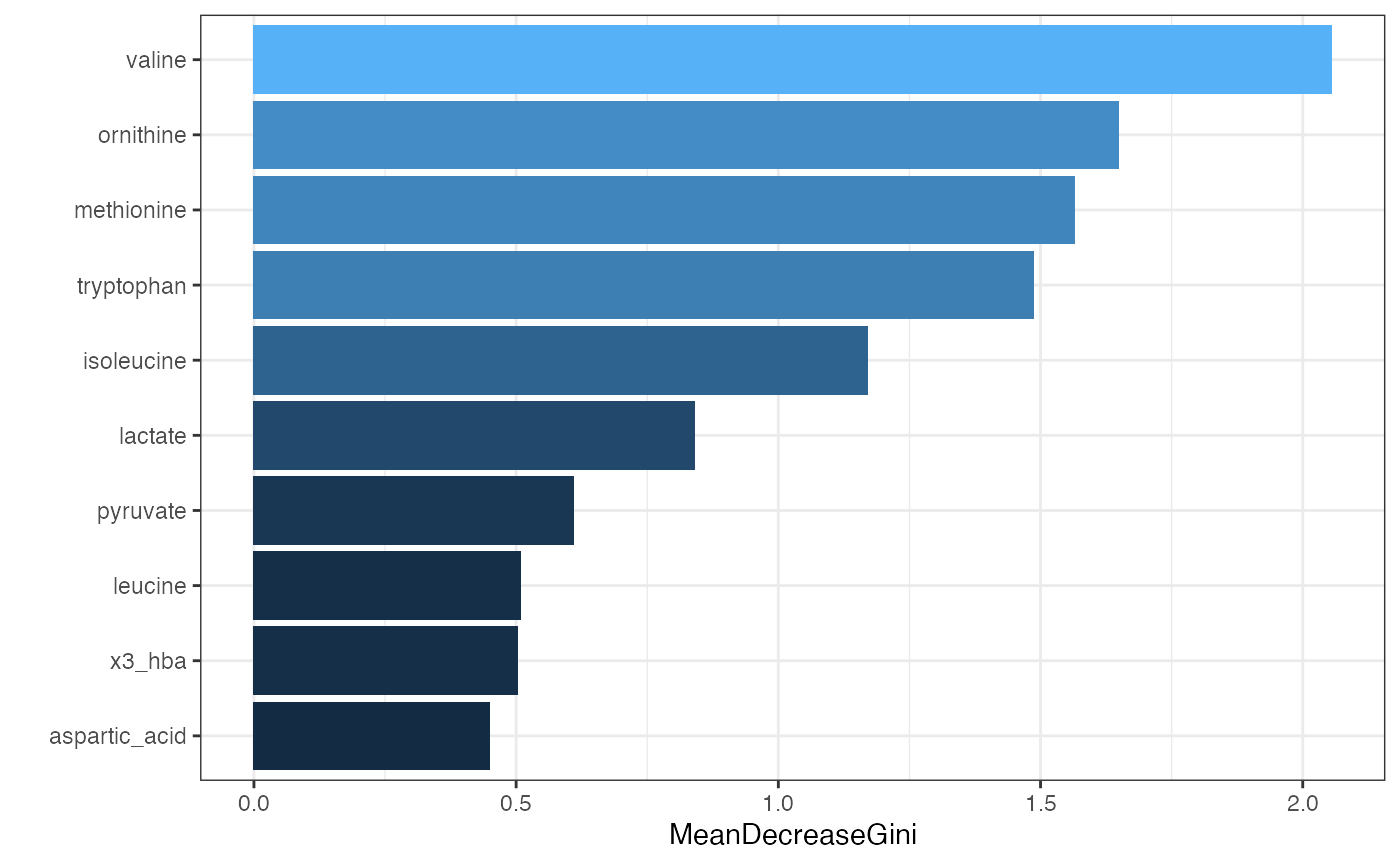 valine
ornithine
methionine
tryptophan
isoleucine
lactate
pyruvate
leucine
x3_hba
aspartic_acid
0.0 0.5 1.0 1.5 2.0
MeanDecreaseGini